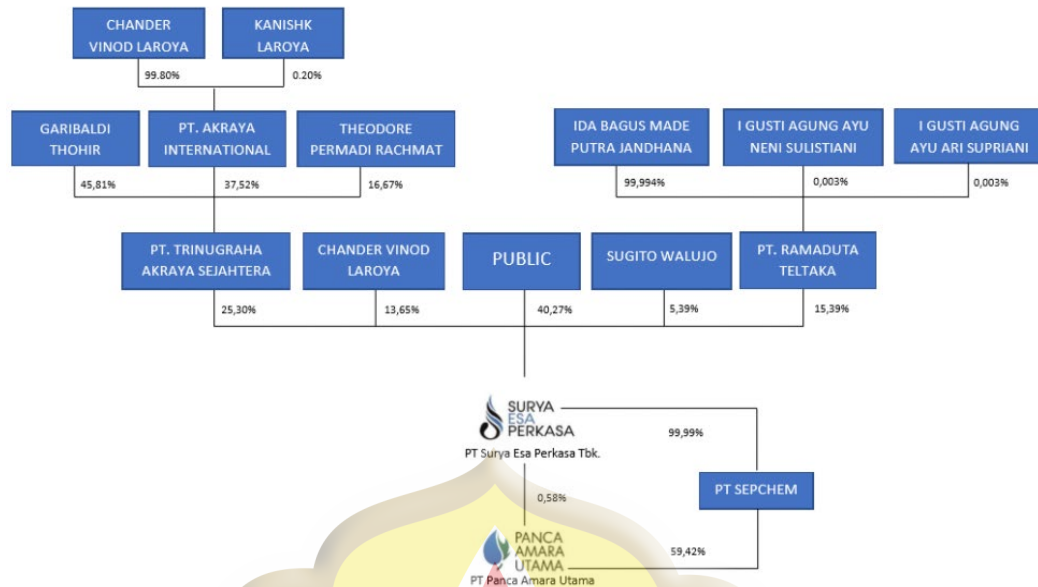 CHANDER
VINOD LAROYA
KANISHK
LAROYA
99.80%
0.20%
GARIBALDI
THOHIR
PT. AKRAYA
INTERNATIONAL
THEODORE
PERMADI RACHMAT
IDA BAGUS MADE
PUTRA JANDHANA
I GUSTI AGUNG AYU
NENI SULISTIANI
I GUSTI AGUNG
AYU ARI SUPRIANI
45,81%
37,52%
16,67%
99,994%
0,003%
0,003%
PT. TRINUGRAHA
AKRAYA SEJAHTERA
CHANDER VINOD
LAROYA
PUBLIC
SUGITO WALUJO
PT. RAMADUTA
TELTAKA
25,30%
13,65%
40,27%
5,39%
15,39%
SURYA
ESA
PERKASA
PT Surya Esa Perkasa Tbk.
99,99%
PT SEPCHEM
0,58%
PANCA
AMARA
UTAMA
PT Panca Amara Utama
59,42%